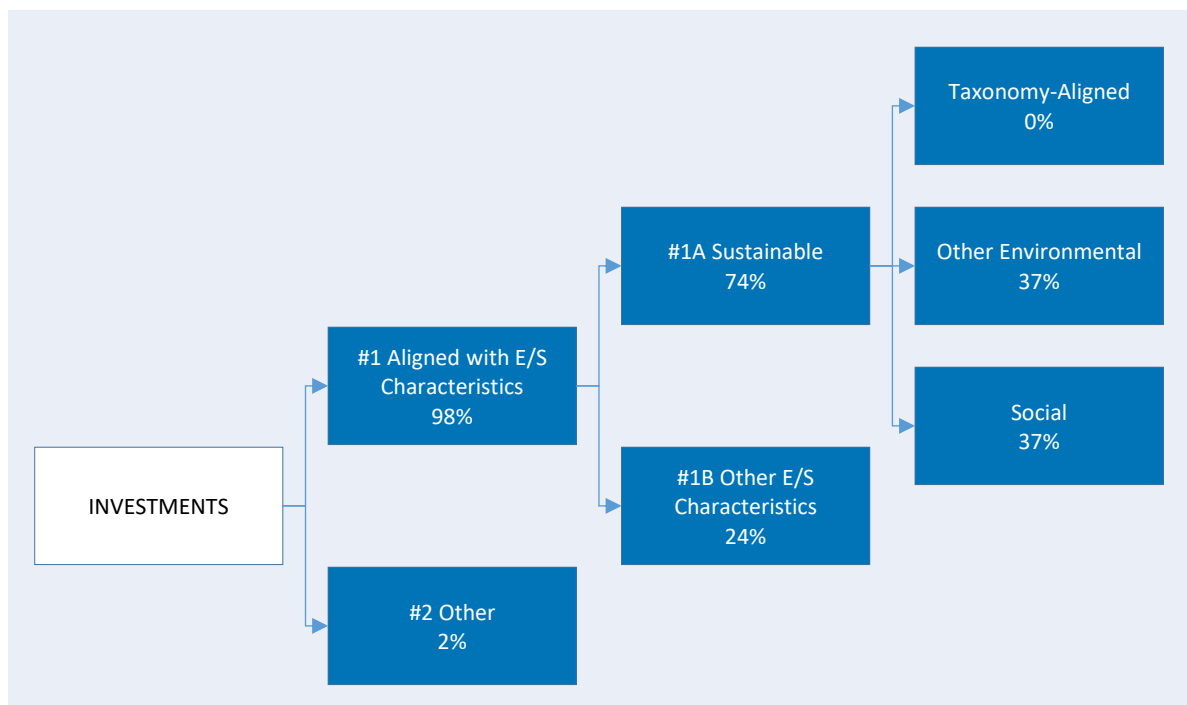 INVESTMENTS
#1 Aligned with E/S
Characteristics
98%
#2 Other
2%
#1A Sustainable
74%
#1B Other E/S
Characteristics
24%
Taxonomy-Aligned
0%
Other Environmental
37%
Social
37%